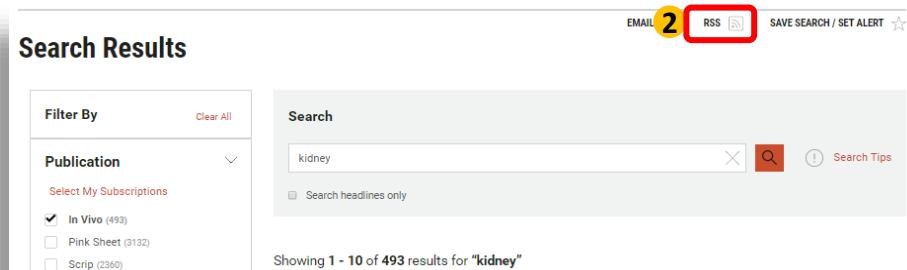 EMAIL 2 RSS SAVE SEARCH / SET ALERT
Search Results
Filter By Clear All
Publication
Select My Subscriptions
In Vivo (493)
Pink Sheet (3132)
Scrip (2360)
Search
kidney
Search Tips
Search headlines only
Showing 1 - 10 of 493 results for “kidney”